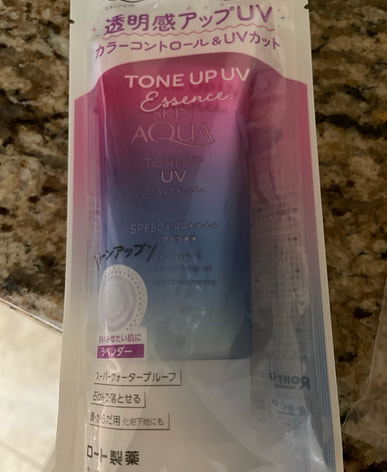 透明感アップUV
カラーコントロール&UVカット
TONE UP UV
Essence
SKIN
AQUA
TONE UP
UV
Essence
SPF50+ PA++++
トーンアップ
ラベンダー
スーパーウォータープルーフ
石けんで落とせる
顔・からだ用 化粧下地にも
ロート製薬
ROHTO